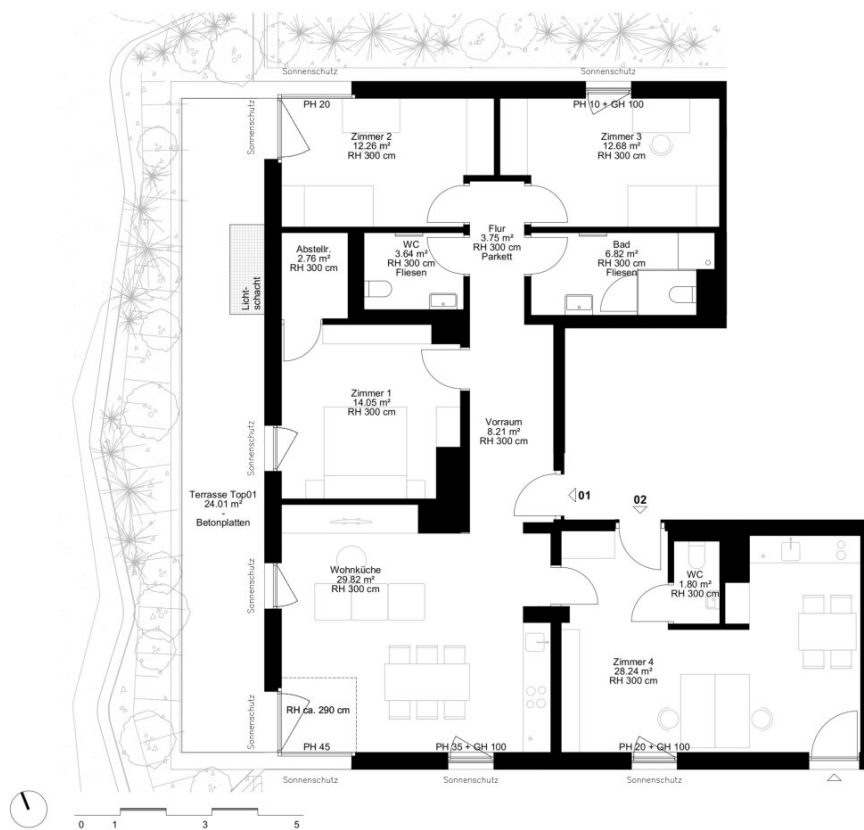 Sonnenschutz
Sonnenschutz
Sonnenschutz
PH 20
PH 10 + GH 100
Zimmer 2
12.26 m²
RH 300 cm
Zimmer 3
12.68 m²
RH 300 cm
Flur
3.75 m²
RH 300 cm
Parkett
Abstellr.
2.76 m²
RH 300 cm
WC
3.64 m²
RH 300 cm
Fliesen
Bad
6.82 m²
RH 300 cm
Fliesen
Licht-
schacht
Zimmer 1
14.05 m²
RH 300 cm
Vorraum
8.21 m²
RH 300 cm
Sonnenschutz
Terrasse Top01
24.01 m²
-
Betonplatten
01
02
Wohnküche
29.82 m²
RH 300 cm
Sonnenschutz
WC
1.80 m²
RH 300 cm
Zimmer 4
28.24 m²
RH 300 cm
Sonnenschutz
RH ca. 290 cm
PH 45
PH 35 + GH 100
PH 20 + GH 100
Sonnenschutz
Sonnenschutz
Sonnenschutz
0 1 3 5